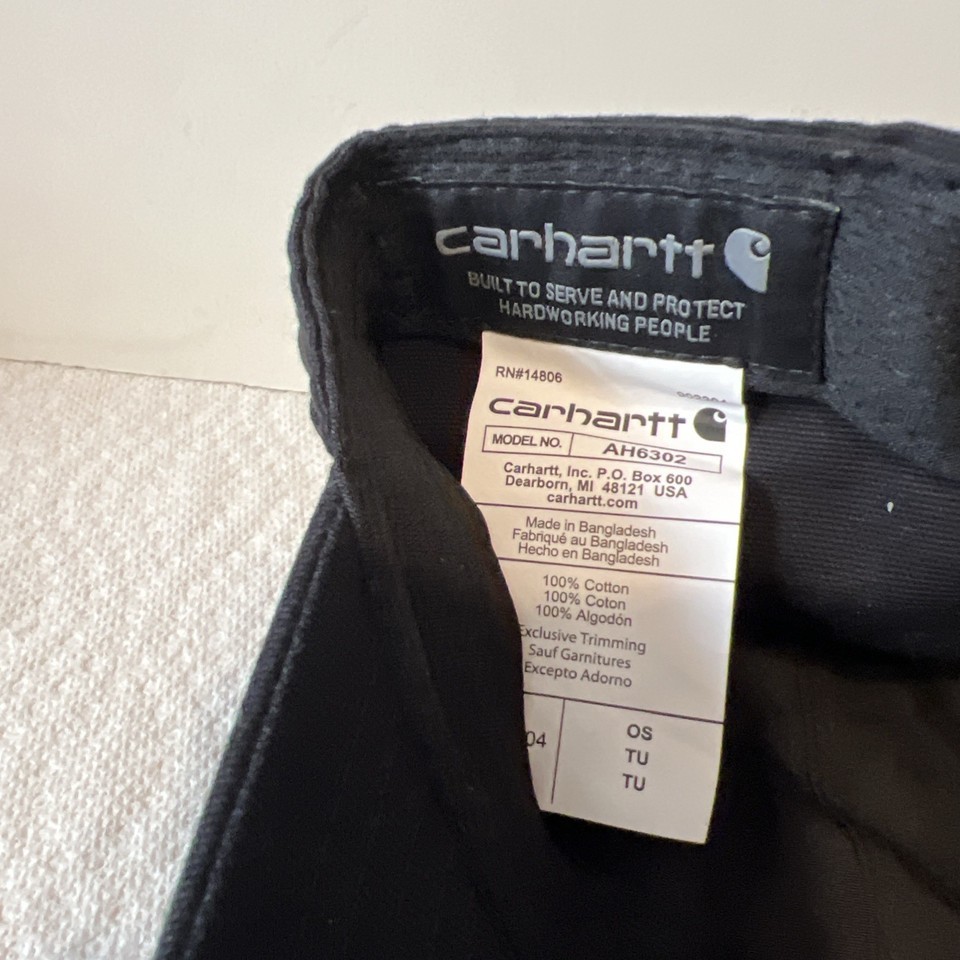 carhartt
BUILT TO SERVE AND PROTECT
HARDWORKING PEOPLE
RN#14806
carhartt
MODEL NO. AH6302
Carhartt, Inc. P.O. Box 600
Dearborn, MI 48121 USA
carhartt.com
Made in Bangladesh
Fabriqué au Bangladesh
Hecho en Bangladesh
100% Cotton
100% Coton
100% Algodón
Exclusive Trimming
Sauf Garnitures
Excepto Adorno
04 OS
TU
TU